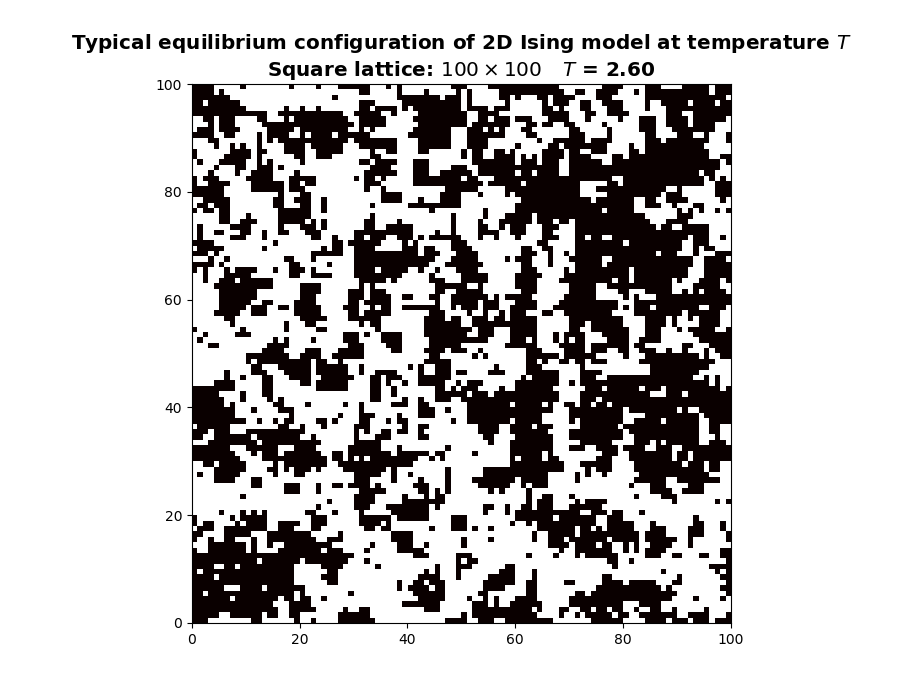 Typical equilibrium configuration of 2D Ising model at temperature T
Square lattice: 100 × 100 T = 2.60
100
80
60
40
20
0
0 20 40 60 80 100